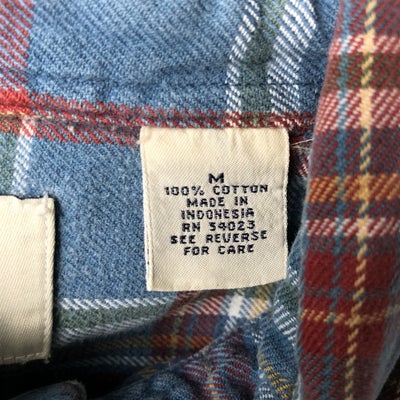 M
100% COTTON
MADE IN
INDONESIA
RN 54023
SEE REVERSE
FOR CARE